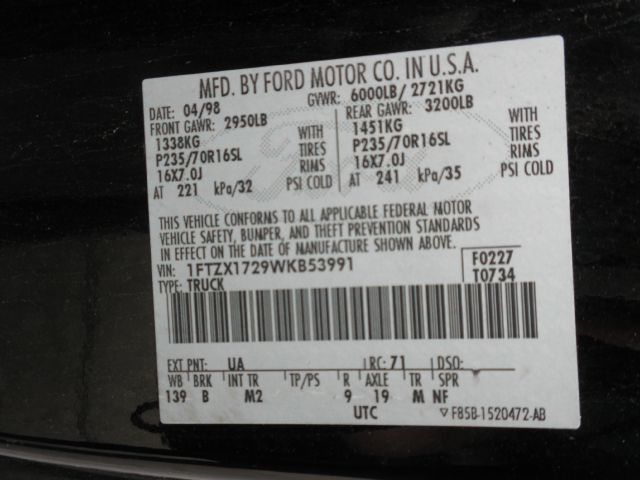 MFD. BY FORD MOTOR CO. IN U.S.A.
DATE: 04/98 GVWR: 6000LB/ 2721KG
FRONT GAWR: 2950LB REAR GAWR: 3200LB
1338KG WITH 1451KG WITH
P235/70R16SL TIRES P235/70R16SL TIRES
16X7.0J RIMS 16X7.0J RIMS
AT 221 kPa/32 PSI COLD AT 241 kPa/35 PSI COLD
THIS VEHICLE CONFORMS TO ALL APPLICABLE FEDERAL MOTOR
VEHICLE SAFETY, BUMPER, AND THEFT PREVENTION STANDARDS
IN EFFECT ON THE DATE OF MANUFACTURE SHOWN ABOVE.
VIN: 1FTZX1729WKB53991 F0227
TYPE: TRUCK T0734
EXT PNT: UA RC: 71 DSO:
WB BRK INT TR TP/PS R AXLE TR SPR
139 B M2 9 19 M NF
UTC ▽F85B-1520472-AB